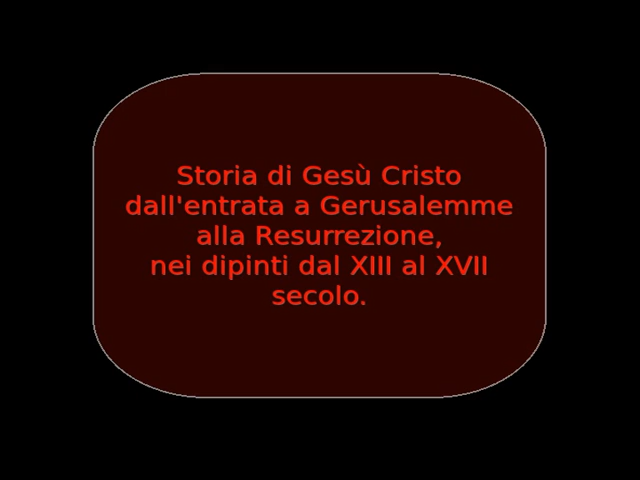 Storia di Gesù Cristo
dall'entrata a Gerusalemme
alla Resurrezione,
nei dipinti dal XIII al XVII
secolo.